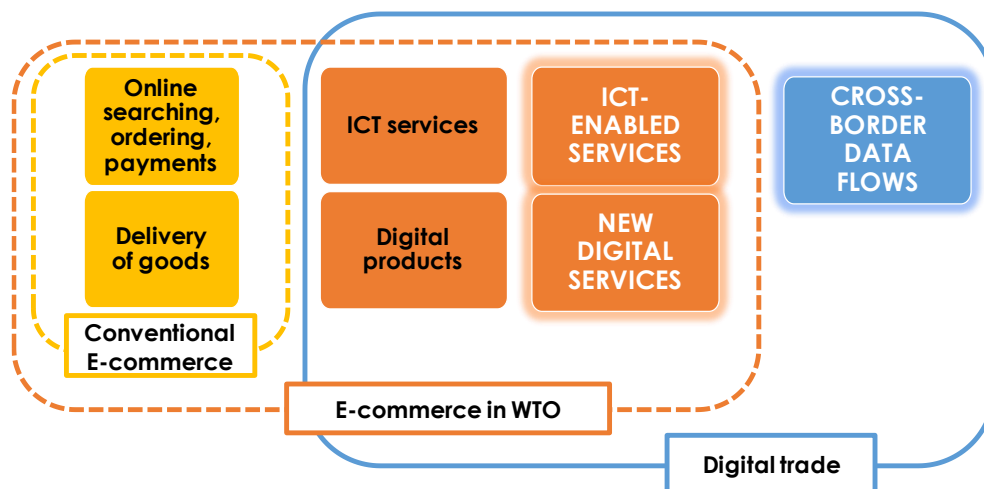 Online
searching,
ordering,
payments
ICT services
ICT-
ENABLED
SERVICES
CROSS-
BORDER
DATA
FLOWS
Delivery
of goods
Digital
products
NEW
DIGITAL
SERVICES
Conventional
E-commerce
E-commerce in WTO
Digital trade